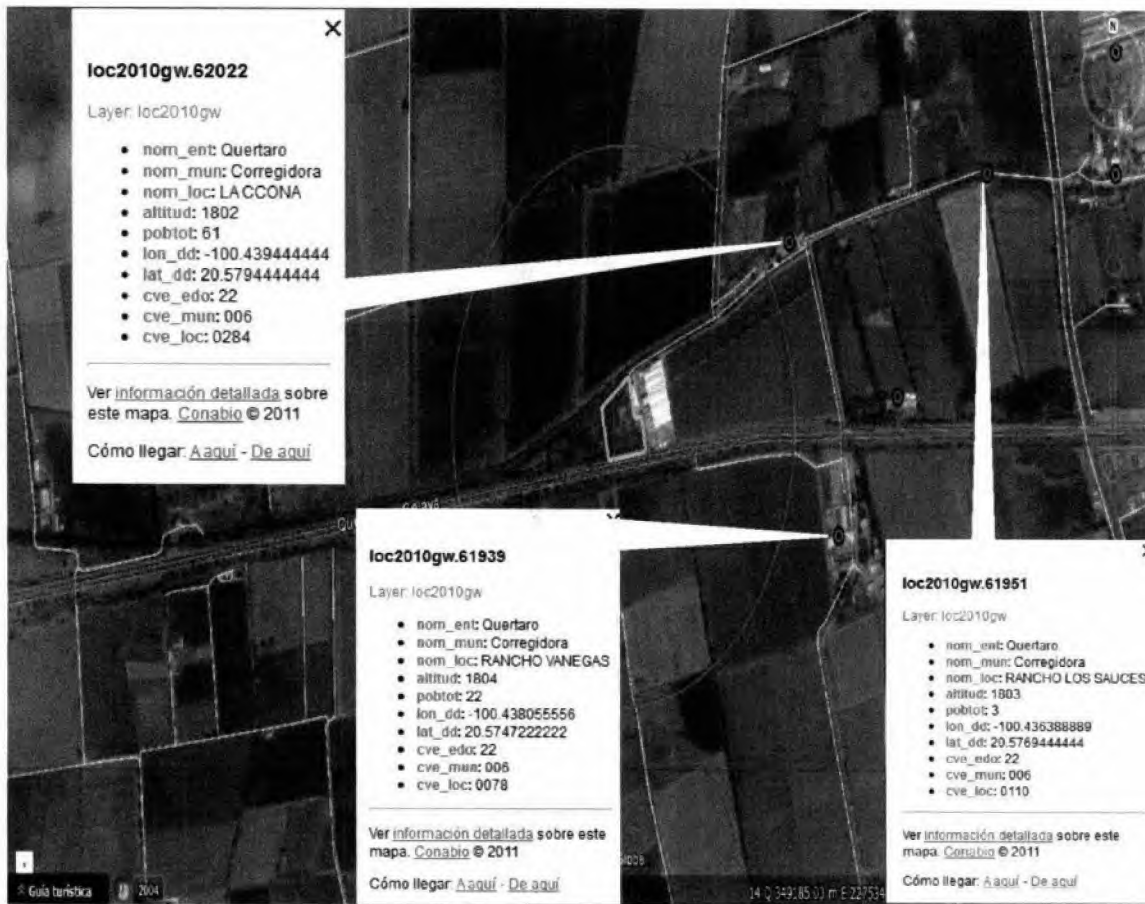 loc2010gw.62022
Layer: loc2010gw
• nom_ent: Quertaro
• nom_mun: Corregidora
• nom_loc: LA CCONA
• altitud: 1802
• pobtot: 61
• lon_dd: -100.439444444
• lat_dd: 20.5794444444
• cve_edo: 22
• cve_mun: 006
• cve_loc: 0284
Ver información detallada sobre
este mapa. Conabio © 2011
Cómo llegar: A aquí - De aquí
N
loc2010gw.61939
Layer: loc2010gw
• nom_ent: Quertaro
• nom_mun: Corregidora
• nom_loc: RANCHO VANEGAS
• altitud: 1804
• pobtot: 22
• lon_dd: -100.438055556
• lat_dd: 20.5747222222
• cve_edo: 22
• cve_mun: 006
• cve_loc: 0078
Ver información detallada sobre este
mapa. Conabio © 2011
Cómo llegar: A aquí - De aquí
loc2010gw.61951
Layer: loc2010gw
• nom_ent: Quertaro
• nom_mun: Corregidora
• nom_loc: RANCHO LOS SAUCES
• altitud: 1803
• pobtot: 3
• lon_dd: -100.436388889
• lat_dd: 20.5769444444
• cve_edo: 22
• cve_mun: 006
• cve_loc: 0110
Ver información detallada sobre este
mapa. Conabio © 2011
Cómo llegar: A aquí - De aquí
Guía turística
2004
14 Q 349185.03 m E 227534